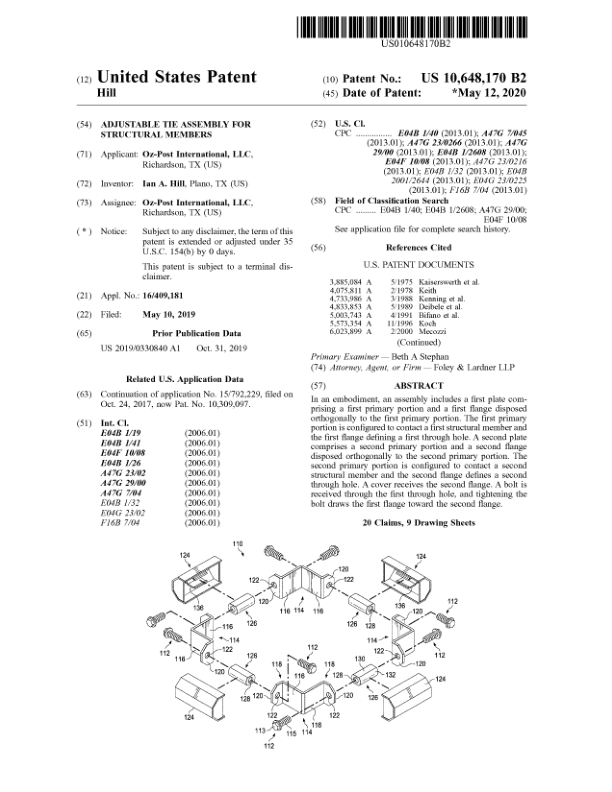 US010648170B2
(12) United States Patent
Hill
(10) Patent No.: US 10,648,170 B2
(45) Date of Patent: *May 12, 2020
(54) ADJUSTABLE TIE ASSEMBLY FOR
STRUCTURAL MEMBERS
(71) Applicant: Oz-Post International, LLC,
Richardson, TX (US)
(72) Inventor: Ian A. Hill, Plano, TX (US)
(73) Assignee: Oz-Post International, LLC,
Richardson, TX (US)
( * ) Notice: Subject to any disclaimer, the term of this
patent is extended or adjusted under 35
U.S.C. 154(b) by 0 days.
This patent is subject to a terminal dis-
claimer.
(21) Appl. No.: 16/409,181
(22) Filed: May 10, 2019
(65) Prior Publication Data
US 2019/0330840 A1 Oct. 31, 2019
Related U.S. Application Data
(63) Continuation of application No. 15/792,229, filed on
Oct. 24, 2017, now Pat. No. 10,309,097.
(51) Int. Cl.
E04B 1/19 (2006.01)
E04B 1/41 (2006.01)
E04F 10/08 (2006.01)
E04B 1/26 (2006.01)
A47G 23/02 (2006.01)
A47G 29/00 (2006.01)
A47G 7/04 (2006.01)
E04B 1/32 (2006.01)
E04G 23/02 (2006.01)
F16B 7/04 (2006.01)
(52) U.S. Cl.
CPC ................ E04B 1/40 (2013.01); A47G 7/045
(2013.01); A47G 23/0266 (2013.01); A47G
29/00 (2013.01); E04B 1/2608 (2013.01);
E04F 10/08 (2013.01); A47G 23/0216
(2013.01); E04B 1/32 (2013.01); E04B
2001/2644 (2013.01); E04G 23/0225
(2013.01); F16B 7/04 (2013.01)
(58) Field of Classification Search
CPC ......... E04B 1/40; E04B 1/2608; A47G 29/00;
E04F 10/08
See application file for complete search history.
(56) References Cited
U.S. PATENT DOCUMENTS
3,885,084 A 5/1975 Kaiserswerth et al.
4,075,811 A 2/1978 Keith
4,733,986 A 3/1988 Kenning et al.
4,833,853 A 5/1989 Deibele et al.
5,003,743 A 4/1991 Bifano et al.
5,573,354 A 11/1996 Koch
6,023,899 A 2/2000 Mecozzi
(Continued)
Primary Examiner — Beth A Stephan
(74) Attorney, Agent, or Firm — Foley & Lardner LLP
(57) ABSTRACT
In an embodiment, an assembly includes a first plate com-
prising a first primary portion and a first flange disposed
orthogonally to the first primary portion. The first primary
portion is configured to contact a first structural member and
the first flange defining a first through hole. A second plate
comprises a second primary portion and a second flange
disposed orthogonally to the second primary portion. The
second primary portion is configured to contact a second
structural member and the second flange defines a second
through hole. A cover receives the second flange. A bolt is
received through the first through hole, and tightening the
bolt draws the first flange toward the second flange.
20 Claims, 9 Drawing Sheets
110
124 124
120
122 122
136 120 116 114 116 136 120 112
116 126 126 128
114 112 114
122 122
112 116 126 118 130 118
116 128 132 120
120 124
128 120 126
124 122 122
113 118
115 114
112